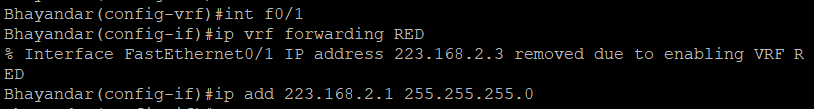 Bhayandar(config-vrf)#int f0/1
Bhayandar(config-if)#ip vrf forwarding RED
% Interface FastEthernet0/1 IP address 223.168.2.3 removed due to enabling VRF R
ED
Bhayandar(config-if)#ip add 223.168.2.1 255.255.255.0